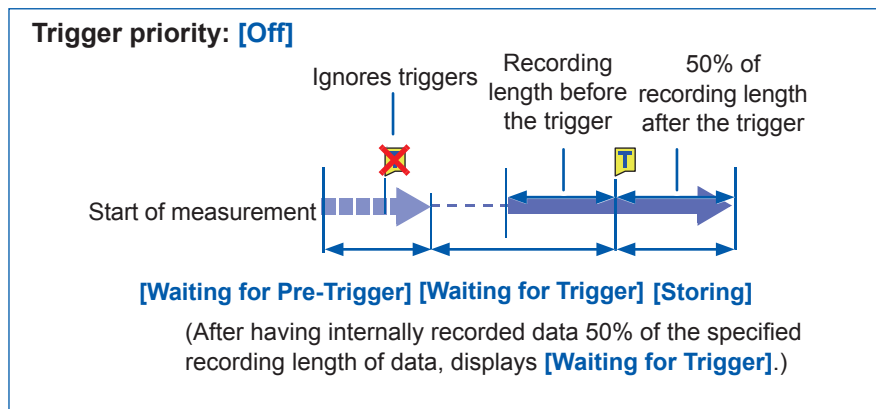 Trigger priority: [Off]
Ignores triggers
Recording
length before
the trigger
50% of
recording length
after the trigger
T
T
Start of measurement
[Waiting for Pre-Trigger] [Waiting for Trigger] [Storing]
(After having internally recorded data 50% of the specified
recording length of data, displays [Waiting for Trigger].)